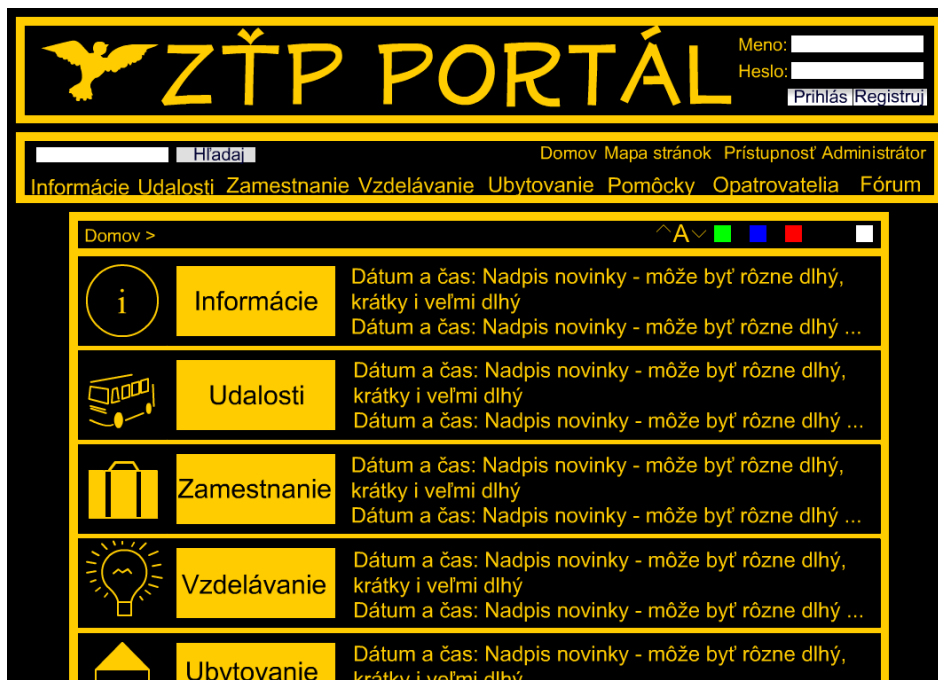 ZŤP PORTÁL
Meno:
Heslo:
Prihlás Registruj
Hľadaj
Domov Mapa stránok Prístupnosť Administrátor
Informácie Udalosti Zamestnanie Vzdelávanie Ubytovanie Pomôcky Opatrovatelia Fórum
Domov >
A
i
Informácie
Dátum a čas: Nadpis novinky - môže byť rôzne dlhý,
krátky i veľmi dlhý
Dátum a čas: Nadpis novinky - môže byť rôzne dlhý ...
Udalosti
Dátum a čas: Nadpis novinky - môže byť rôzne dlhý,
krátky i veľmi dlhý
Dátum a čas: Nadpis novinky - môže byť rôzne dlhý ...
Zamestnanie
Dátum a čas: Nadpis novinky - môže byť rôzne dlhý,
krátky i veľmi dlhý
Dátum a čas: Nadpis novinky - môže byť rôzne dlhý ...
Vzdelávanie
Dátum a čas: Nadpis novinky - môže byť rôzne dlhý,
krátky i veľmi dlhý
Dátum a čas: Nadpis novinky - môže byť rôzne dlhý ...
Ubytovanie
Dátum a čas: Nadpis novinky - môže byť rôzne dlhý,
krátky i veľmi dlhý